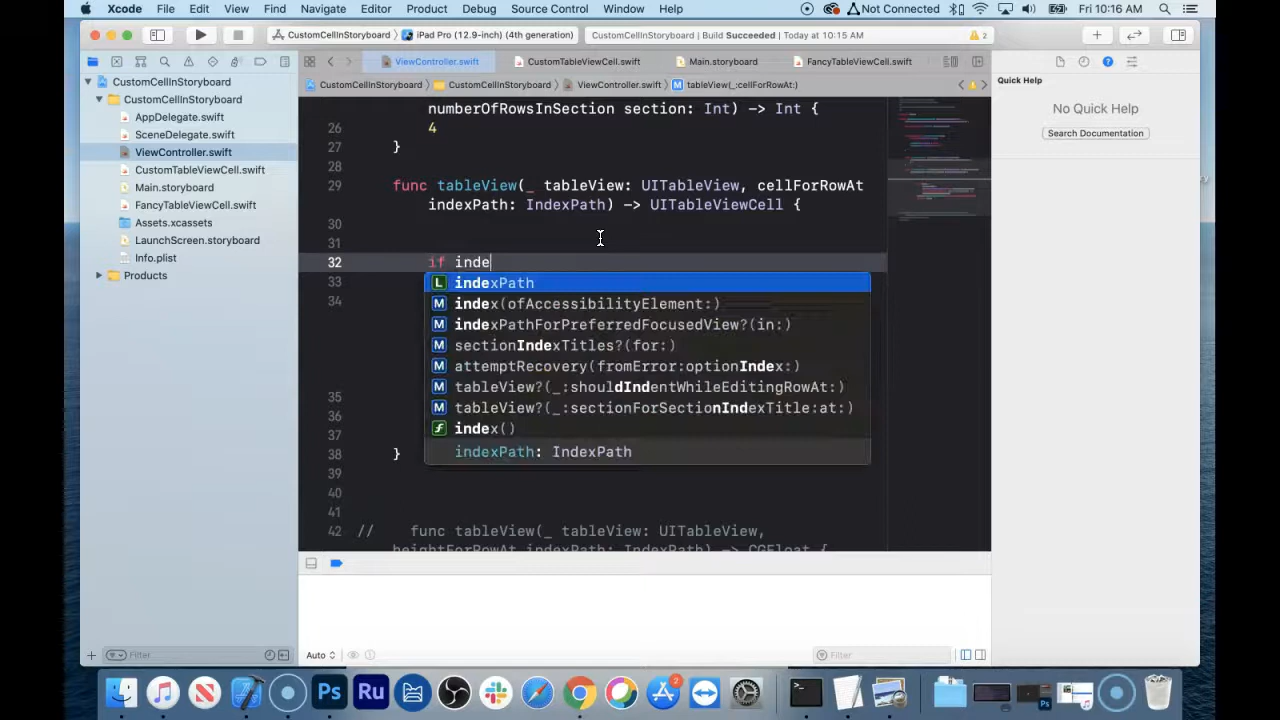 Xcode File Edit View Find Navigate Editor Product Debug Source Control Window Help Not Connected Fri 10:16 AM
CustomCellInStoryboard iPad Pro (12.9-inch) (4th generation) CustomCellInStoryboard | Build Succeeded | Today at 10:15 AM 2
ViewController.swift CustomTableViewCell.swift Main.storyboard FancyTableViewCell.swift
CustomCellInStoryboard CustomCellInStoryboard ViewController.swift M tableView(_:cellForRowAt:)
Quick Help
No Quick Help
Search Documentation
CustomCellInStoryboard
CustomCellInStoryboard
AppDelegate.swift
SceneDelegate.swift
ViewController.swift
CustomTableViewCell.swift
Main.storyboard
FancyTableViewCell.swift
Assets.xcassets
LaunchScreen.storyboard
Info.plist
Products
numberOfRowsInSection section: Int) -> Int {
26 4
27 }
28
29 func tableView(_ tableView: UITableView, cellForRowAt
indexPath: IndexPath) -> UITableViewCell {
30
31
32 if inde
33
34
35
36
37
}
39
40
41
L indexPath
M index(ofAccessibilityElement:)
M indexPathForPreferredFocusedView?(in:)
M sectionIndexTitles?(for:)
M attemptRecovery(fromError:optionIndex:)
M tableView?(_:shouldIndentWhileEditingRowAt:)
M tableView?(_:sectionForSectionIndexTitle:at:)
f index()
indexPath: IndexPath
// func tableView(_ tableView: UITableView,
Filter
Auto
Filter
Ps Ru